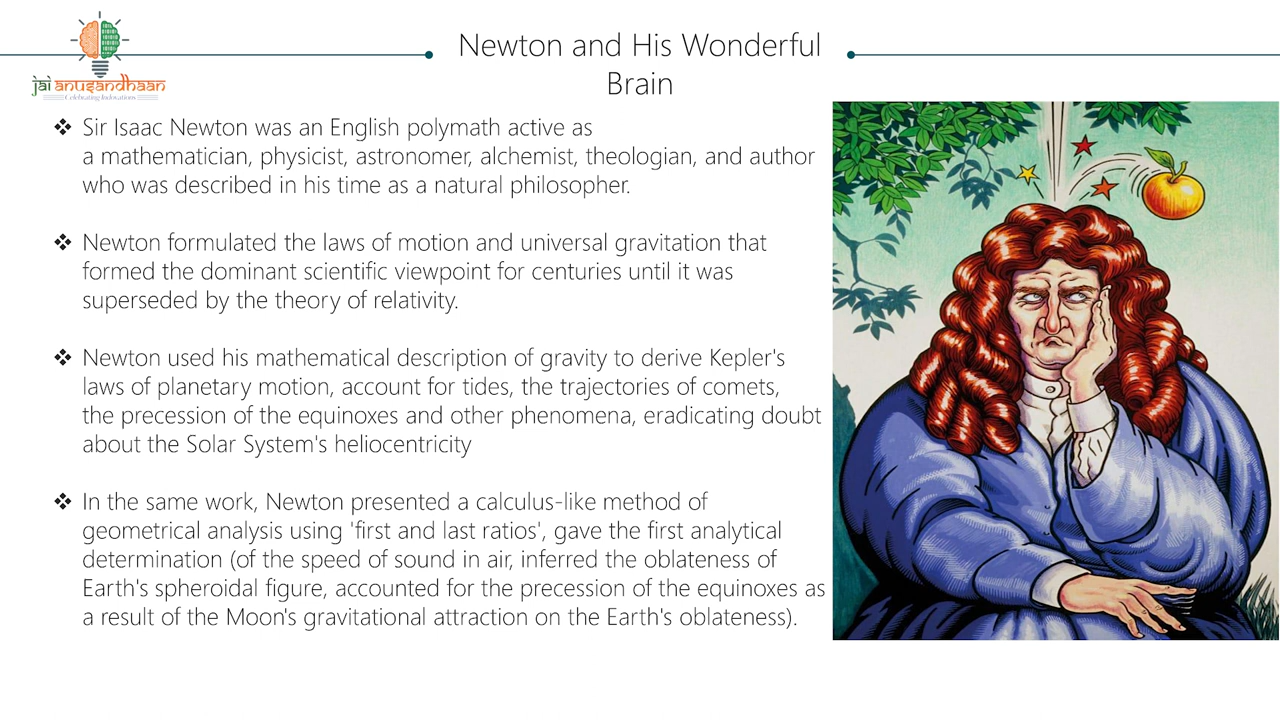 jai anusandhaan
Celebrating Indovations
Newton and His Wonderful
Brain
❖ Sir Isaac Newton was an English polymath active as
a mathematician, physicist, astronomer, alchemist, theologian, and author
who was described in his time as a natural philosopher.
❖ Newton formulated the laws of motion and universal gravitation that
formed the dominant scientific viewpoint for centuries until it was
superseded by the theory of relativity.
❖ Newton used his mathematical description of gravity to derive Kepler's
laws of planetary motion, account for tides, the trajectories of comets,
the precession of the equinoxes and other phenomena, eradicating doubt
about the Solar System's heliocentricity
❖ In the same work, Newton presented a calculus-like method of
geometrical analysis using 'first and last ratios', gave the first analytical
determination (of the speed of sound in air, inferred the oblateness of
Earth's spheroidal figure, accounted for the precession of the equinoxes as
a result of the Moon's gravitational attraction on the Earth's oblateness).